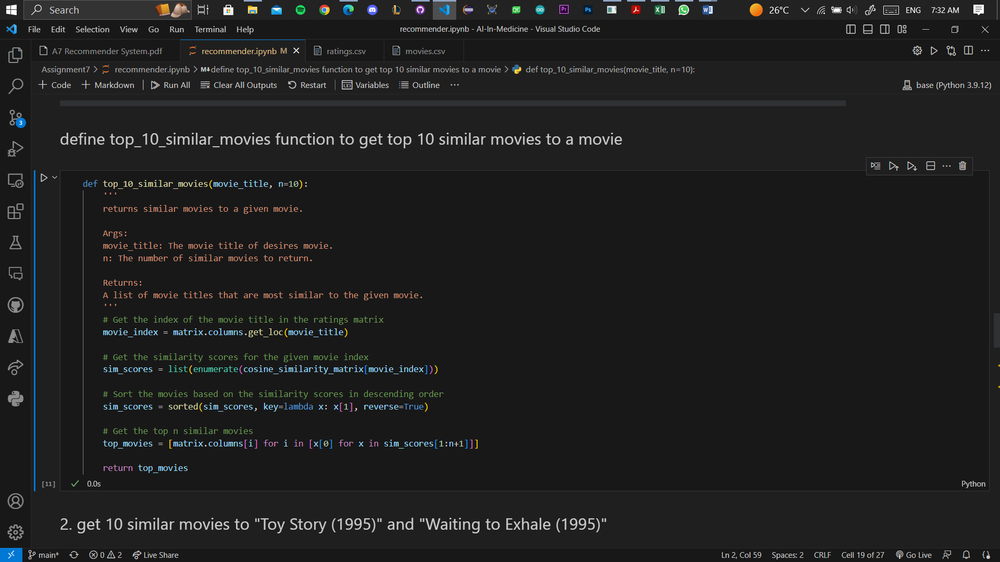 Search
QC
Pr
Ps
26°C
ENG
7:32 AM
File Edit Selection View Go Run Terminal Help
recommender.ipynb - AI-In-Medicine - Visual Studio Code
A7 Recommender System.pdf
recommender.ipynb M
ratings.csv
movies.csv
Assignment7 > recommender.ipynb > M↓define top_10_similar_movies function to get top 10 similar movies to a movie > def top_10_similar_movies(movie_title, n=10):
+ Code + Markdown | Run All Clear All Outputs Restart | Variables Outline ...
base (Python 3.9.12)
define top_10_similar_movies function to get top 10 similar movies to a movie
def top_10_similar_movies(movie_title, n=10):
'''
returns similar movies to a given movie.
Args:
movie_title: The movie title of desires movie.
n: The number of similar movies to return.
Returns:
A list of movie titles that are most similar to the given movie.
'''
# Get the index of the movie title in the ratings matrix
movie_index = matrix.columns.get_loc(movie_title)
# Get the similarity scores for the given movie index
sim_scores = list(enumerate(cosine_similarity_matrix[movie_index]))
# Sort the movies based on the similarity scores in descending order
sim_scores = sorted(sim_scores, key=lambda x: x[1], reverse=True)
# Get the top n similar movies
top_movies = [matrix.columns[i] for i in [x[0] for x in sim_scores[1:n+1]]]
return top_movies
[11]
0.0s
Python
2. get 10 similar movies to "Toy Story (1995)" and "Waiting to Exhale (1995)"
3
main*
0 2
Live Share
Ln 2, Col 59
Spaces: 2
CRLF
Cell 19 of 27
Go Live